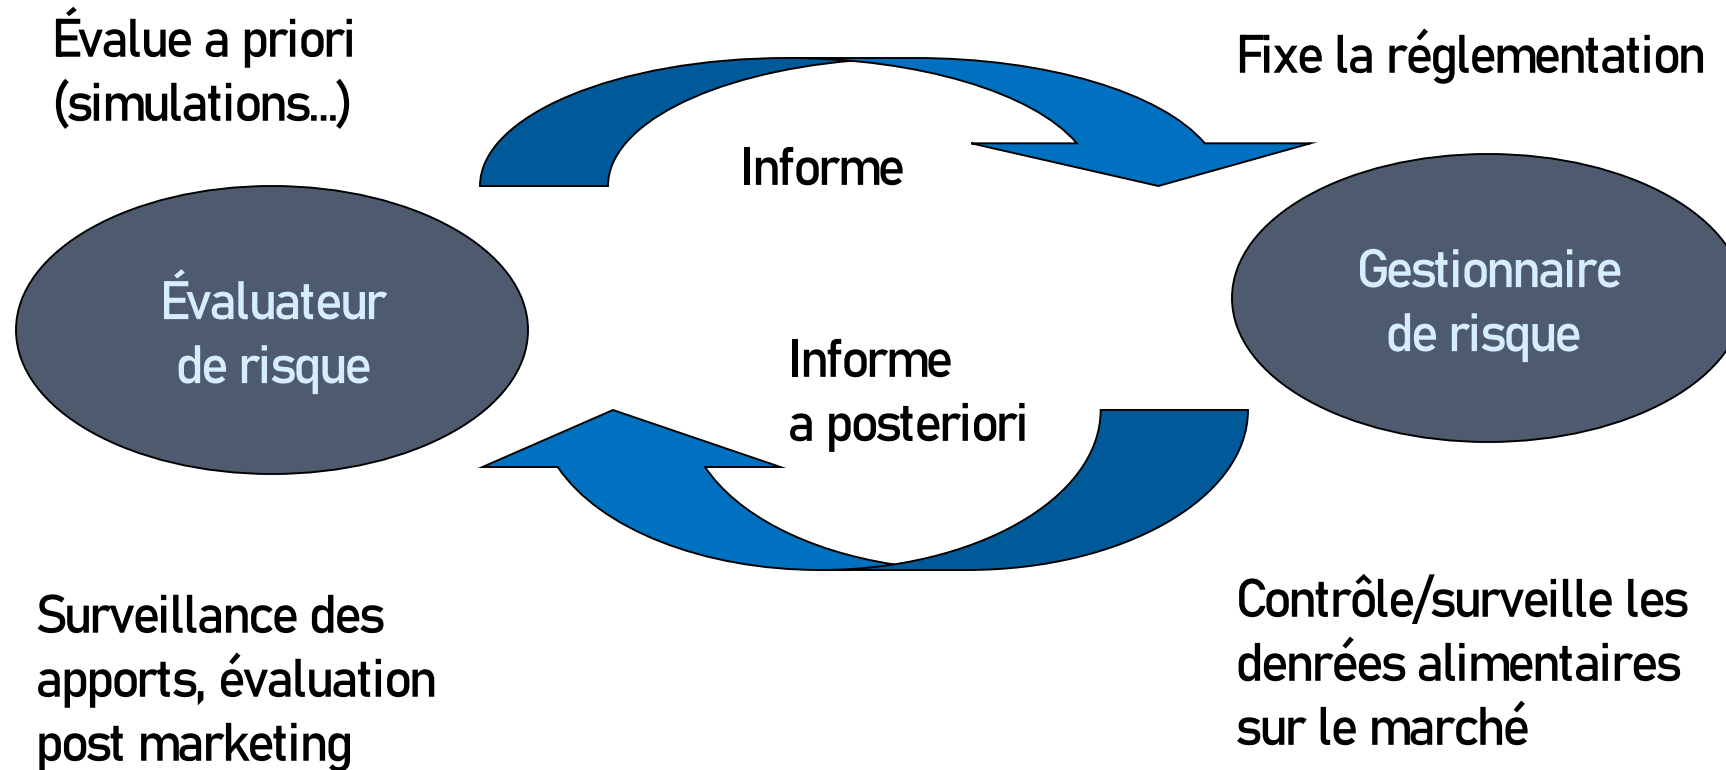 Évalue a priori
(simulations...)
Fixe la réglementation
Informe
Évaluateur
de risque
Gestionnaire
de risque
Informe
a posteriori
Surveillance des
apports, évaluation
post marketing
Contrôle/surveille les
denrées alimentaires
sur le marché